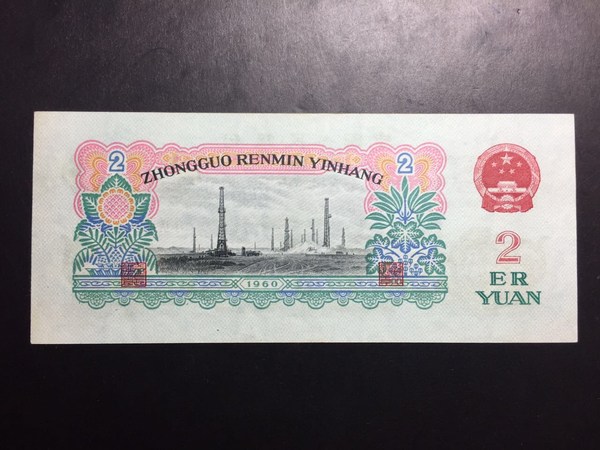 2
2
ZHONGGUO RENMIN YINHANG
1960
2
ER
YUAN